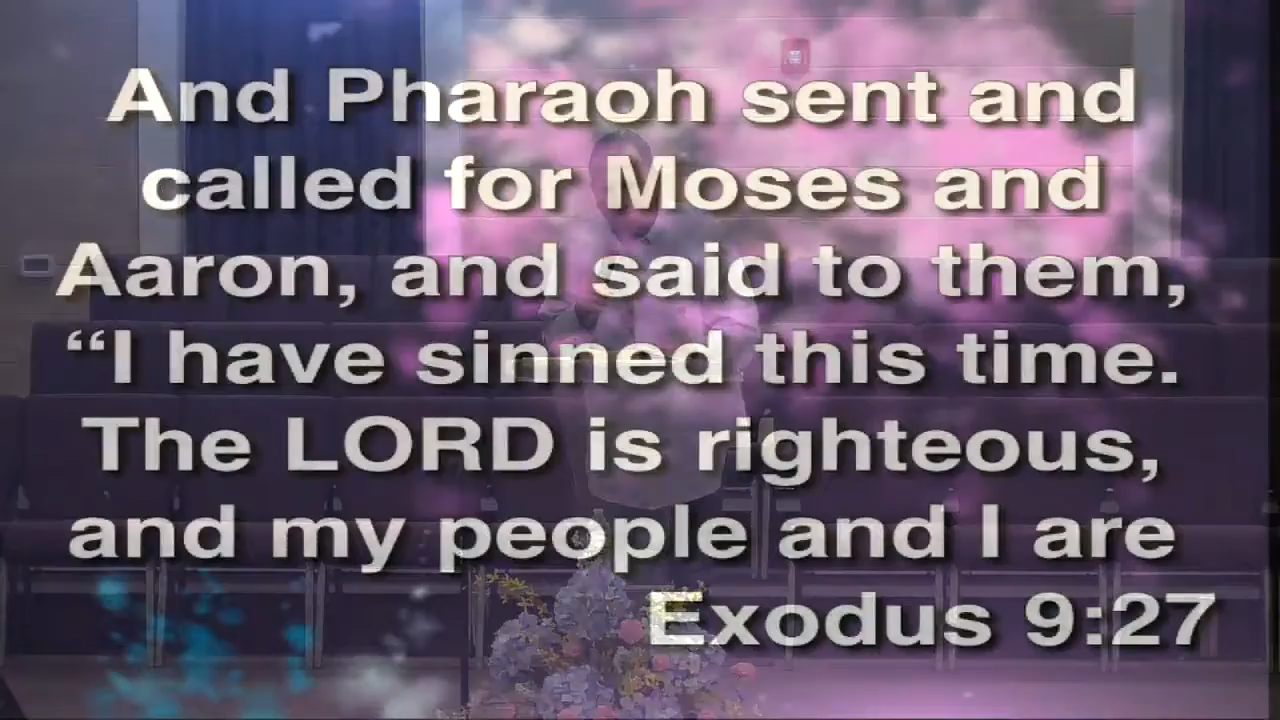 And Pharaoh sent and
called for Moses and
Aaron, and said to them,
“I have sinned this time.
The LORD is righteous,
and my people and I are
Exodus 9:27